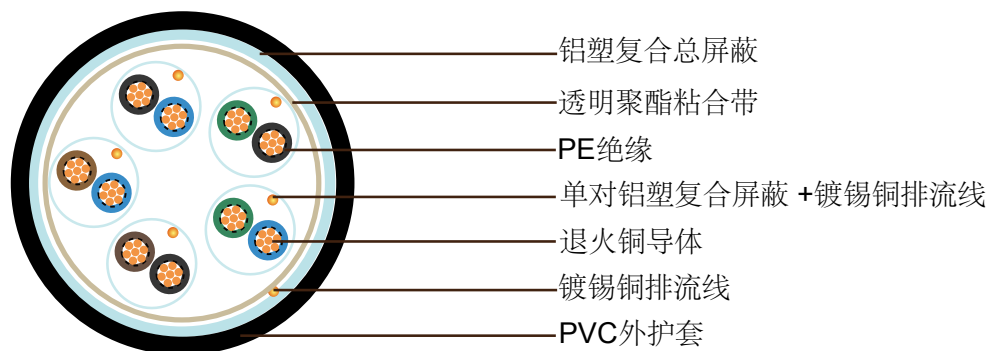 铝塑复合总屏蔽
透明聚酯粘合带
PE绝缘
单对铝塑复合屏蔽 +镀锡铜排流线
退火铜导体
镀锡铜排流线
PVC外护套